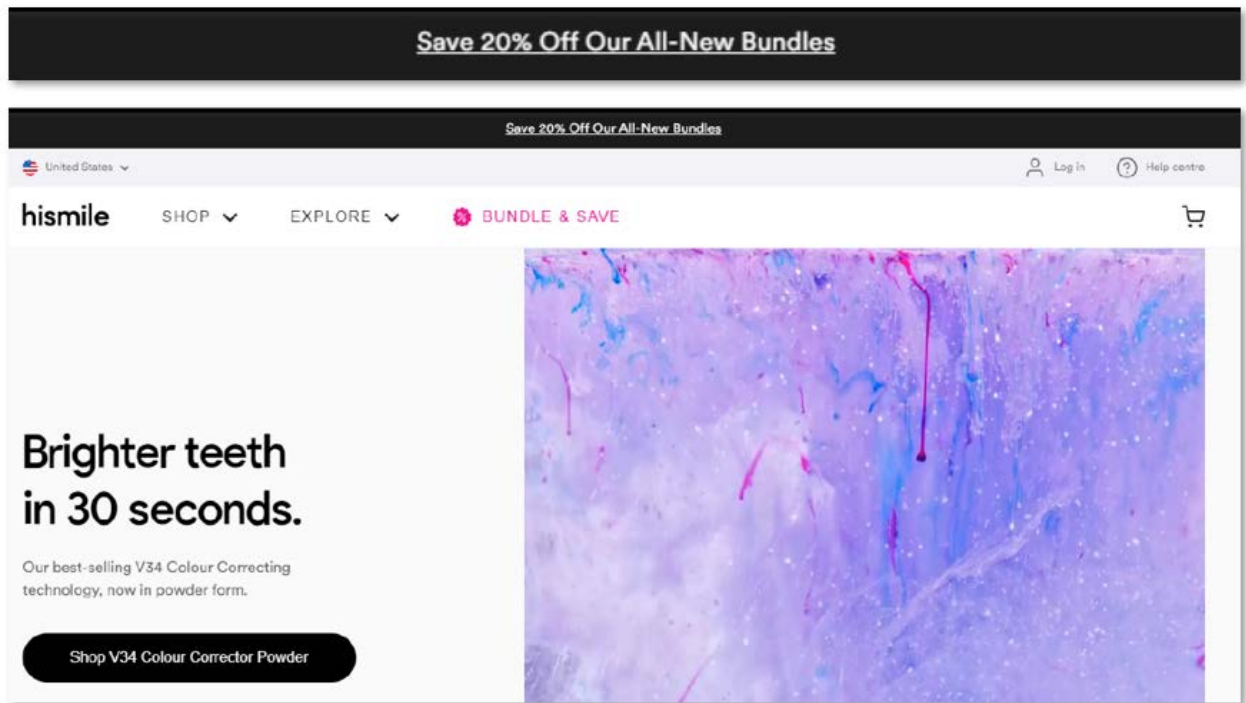 Save 20% Off Our All-New Bundles
Save 20% Off Our All-New Bundles
United States
Log in
Help centre
hismile
SHOP
EXPLORE
BUNDLE & SAVE
Brighter teeth
in 30 seconds.
Our best-selling V34 Colour Correcting
technology, now in powder form.
Shop V34 Colour Corrector Powder